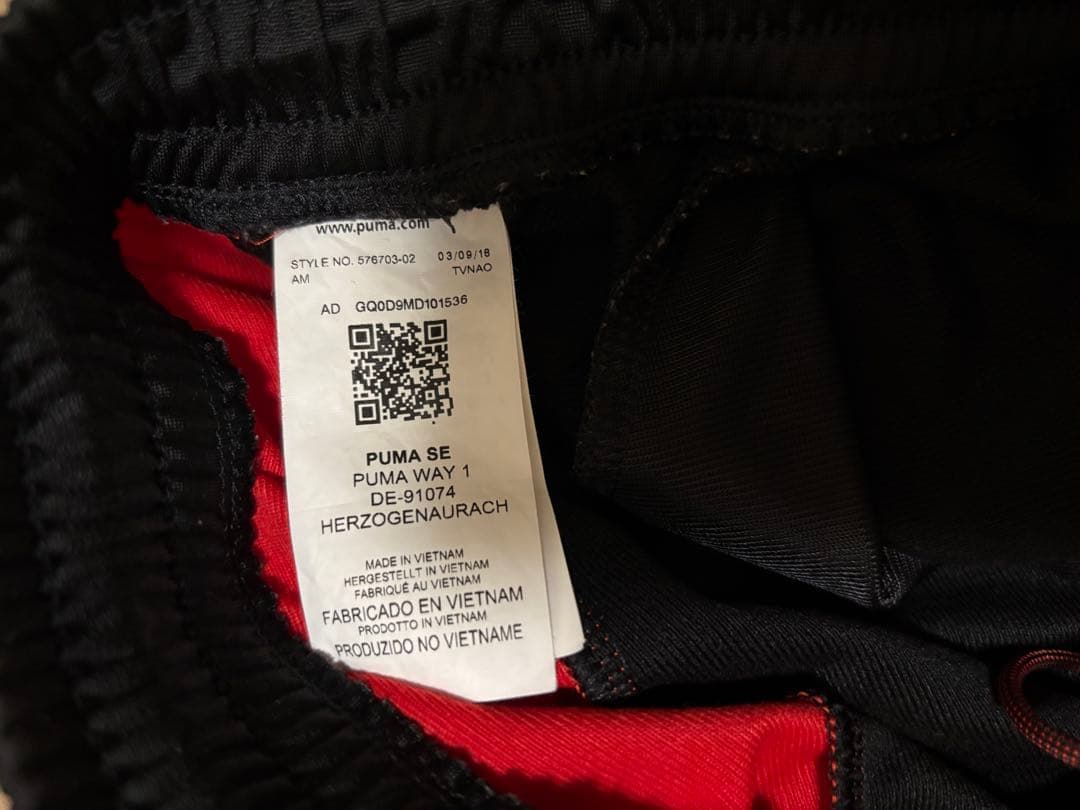 www.puma.com
STYLE NO. 576703-02 03/09/18
AM TVNAO
AD GQ0D9MD101536
PUMA SE
PUMA WAY 1
DE-91074
HERZOGENAURACH
MADE IN VIETNAM
HERGESTELLT IN VIETNAM
FABRIQUÉ AU VIETNAM
FABRICADO EN VIETNAM
PRODOTTO IN VIETNAM
PRODUZIDO NO VIETNAME